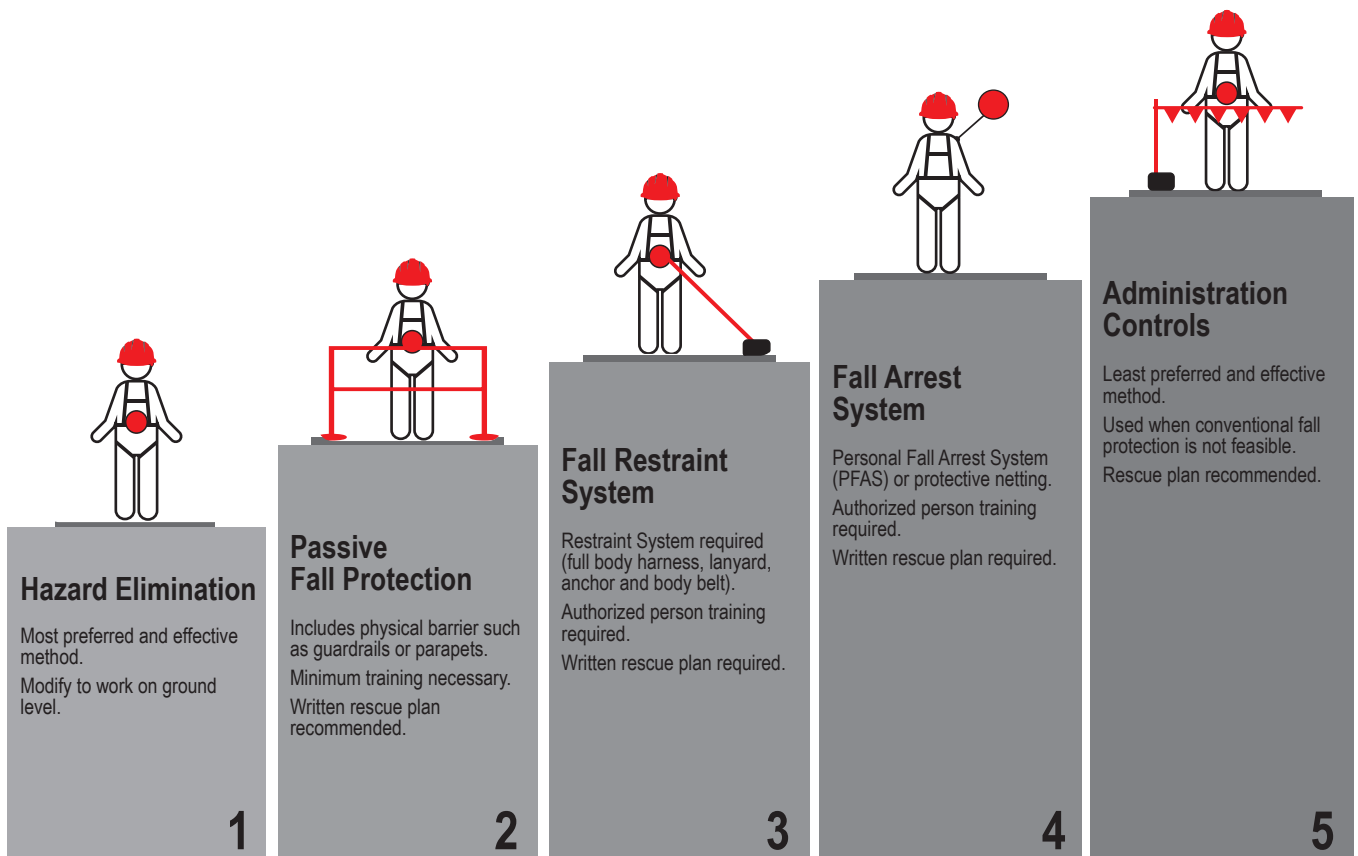 Hazard Elimination
Most preferred and effective
method.
Modify to work on ground
level.
1
Passive
Fall Protection
Includes physical barrier such
as guardrails or parapets.
Minimum training necessary.
Written rescue plan
recommended.
2
Fall Restraint
System
Restraint System required
(full body harness, lanyard,
anchor and body belt).
Authorized person training
required.
Written rescue plan required.
3
Fall Arrest
System
Personal Fall Arrest System
(PFAS) or protective netting.
Authorized person training
required.
Written rescue plan required.
4
Administration
Controls
Least preferred and effective
method.
Used when conventional fall
protection is not feasible.
Rescue plan recommended.
5